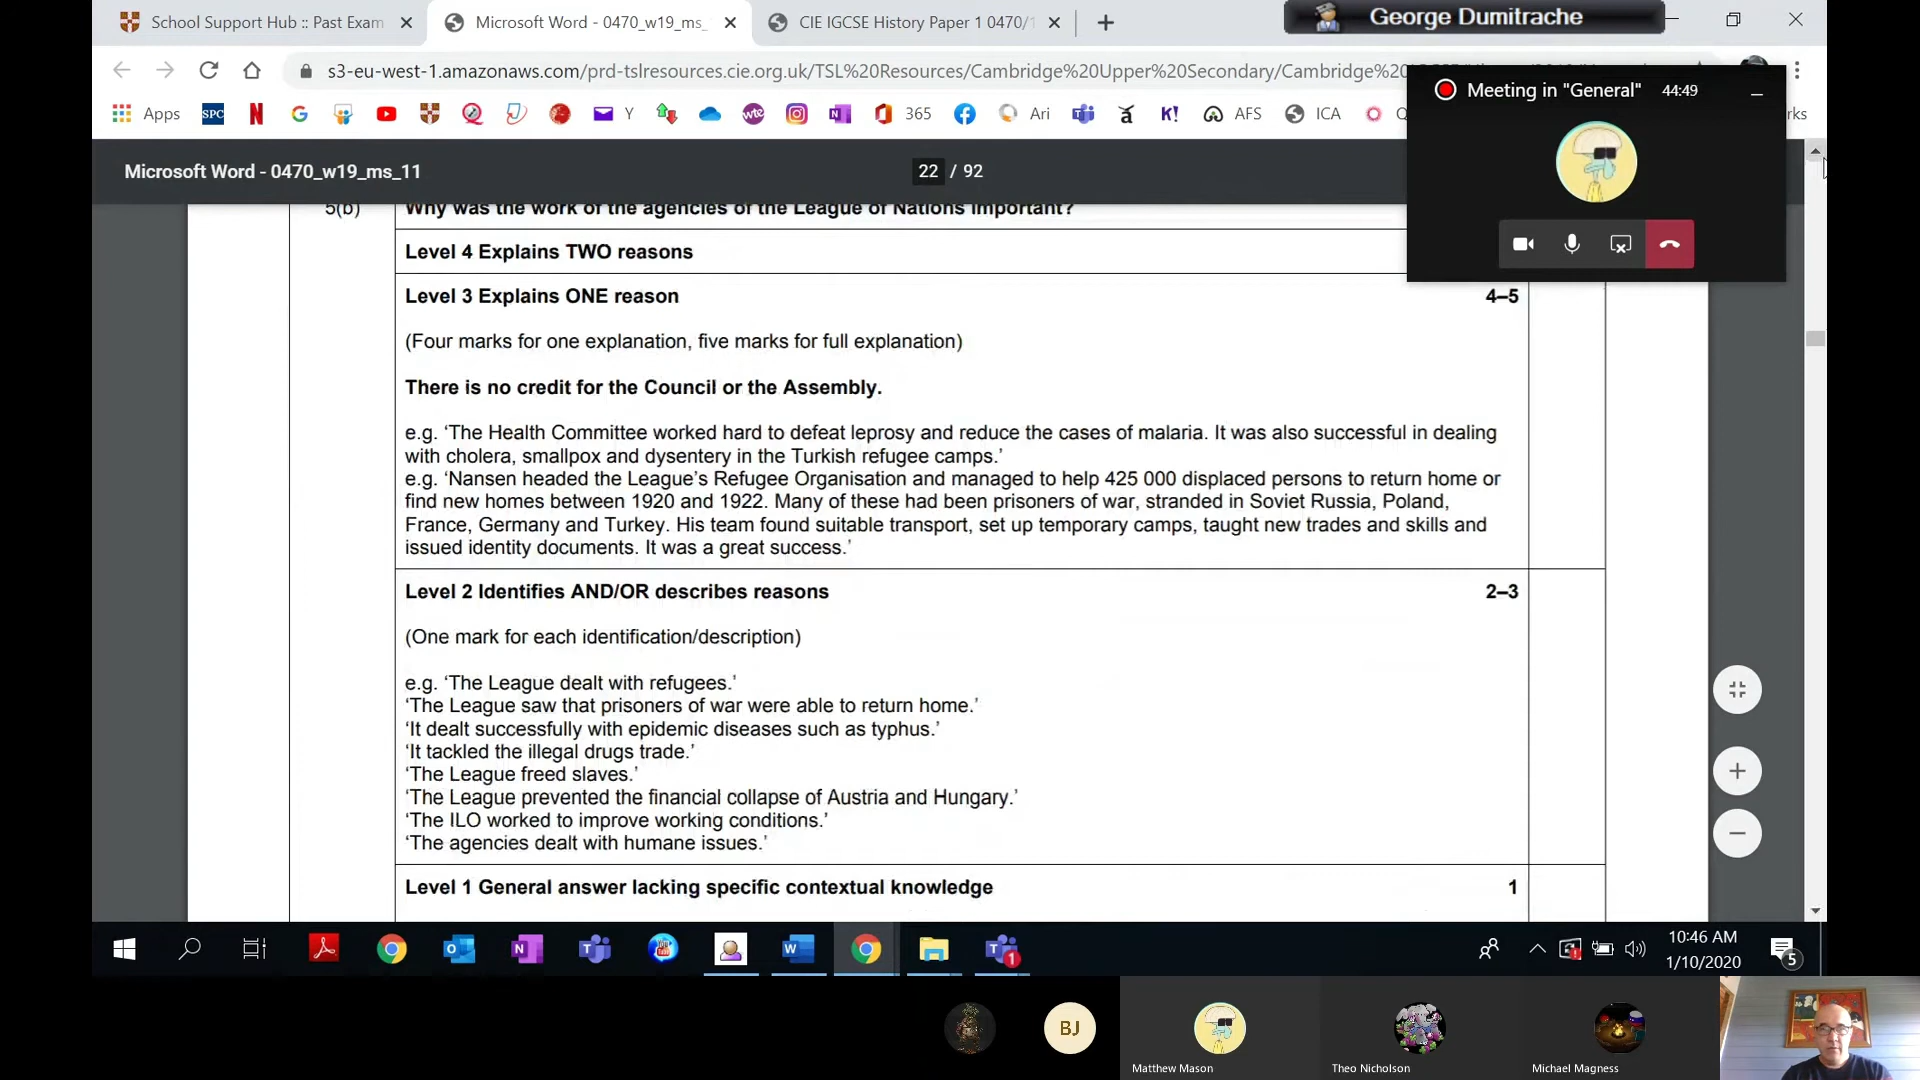 School Support Hub :: Past Exam
Microsoft Word - 0470_w19_ms_
CIE IGCSE History Paper 1 0470/1
George Dumitrache
s3-eu-west-1.amazonaws.com/prd-tslresources.cie.org.uk/TSL%20Resources/Cambridge%20Upper%20Secondary/Cambridge%20
Apps
SPC
Y
wte
365
Ari
K!
AFS
ICA
Meeting in "General" 44:49
Microsoft Word - 0470_w19_ms_11
22 / 92
5(b) Why was the work of the agencies of the League of Nations important?
Level 4 Explains TWO reasons
Level 3 Explains ONE reason 4–5
(Four marks for one explanation, five marks for full explanation)
There is no credit for the Council or the Assembly.
e.g. ‘The Health Committee worked hard to defeat leprosy and reduce the cases of malaria. It was also successful in dealing
with cholera, smallpox and dysentery in the Turkish refugee camps.’
e.g. ‘Nansen headed the League’s Refugee Organisation and managed to help 425 000 displaced persons to return home or
find new homes between 1920 and 1922. Many of these had been prisoners of war, stranded in Soviet Russia, Poland,
France, Germany and Turkey. His team found suitable transport, set up temporary camps, taught new trades and skills and
issued identity documents. It was a great success.’
Level 2 Identifies AND/OR describes reasons 2–3
(One mark for each identification/description)
e.g. ‘The League dealt with refugees.’
‘The League saw that prisoners of war were able to return home.’
‘It dealt successfully with epidemic diseases such as typhus.’
‘It tackled the illegal drugs trade.’
‘The League freed slaves.’
‘The League prevented the financial collapse of Austria and Hungary.’
‘The ILO worked to improve working conditions.’
‘The agencies dealt with humane issues.’
Level 1 General answer lacking specific contextual knowledge 1
10:46 AM
1/10/2020
5
1
BJ
Matthew Mason
Theo Nicholson
Michael Magness